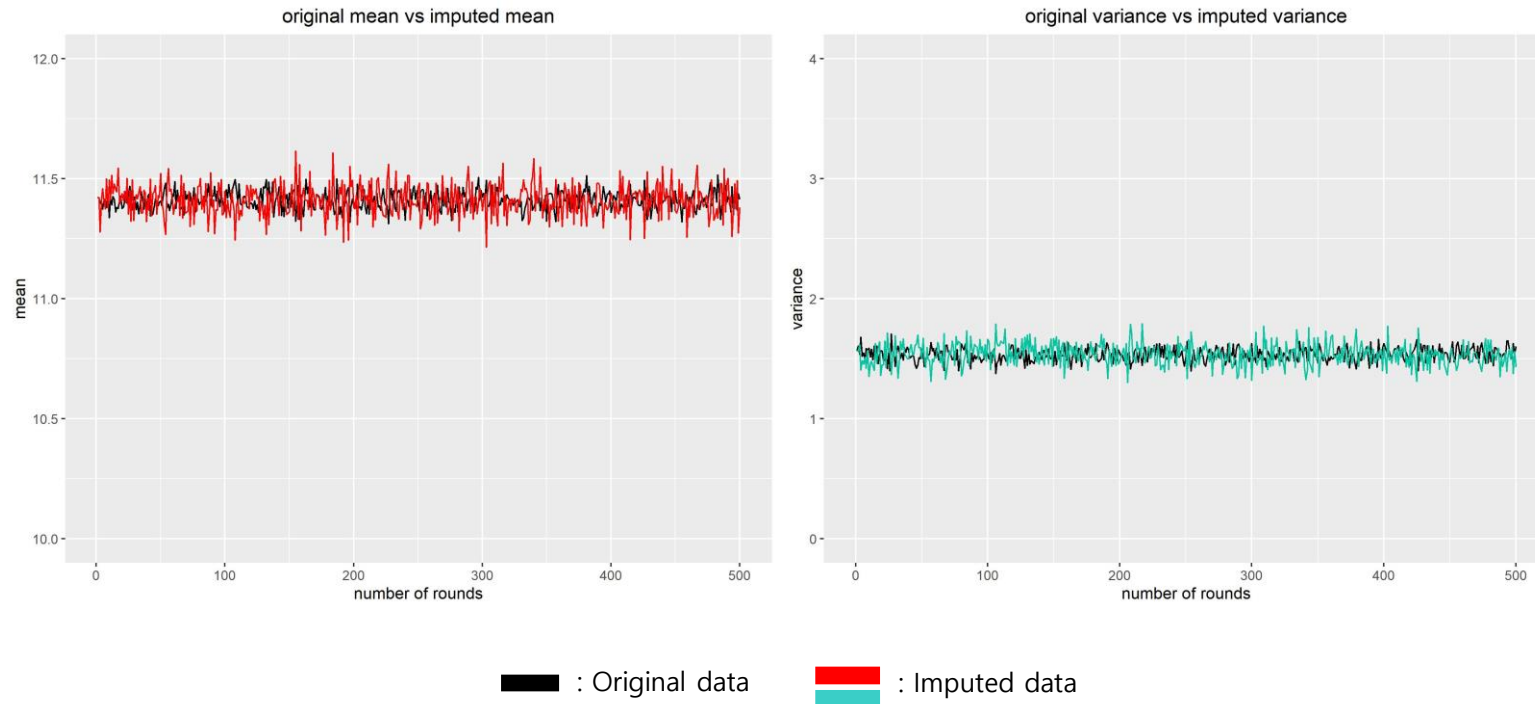 original mean vs imputed mean
12.0
11.5
11.0
10.5
10.0
mean
0 100 200 300 400 500
number of rounds
original variance vs imputed variance
4
3
2
1
0
variance
0 100 200 300 400 500
number of rounds
: Original data
: Imputed data